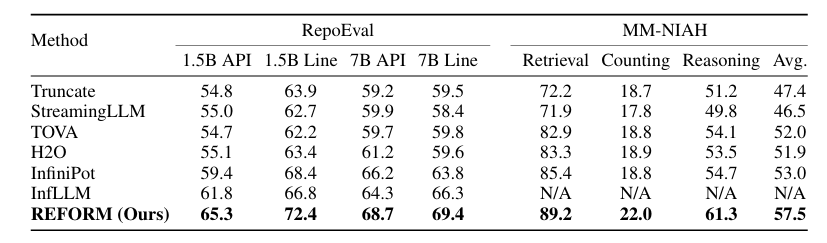 Method RepoEval MM-NIAH
1.5B API 1.5B Line 7B API 7B Line Retrieval Counting Reasoning Avg.
Truncate 54.8 63.9 59.2 59.5 72.2 18.7 51.2 47.4
StreamingLLM 55.0 62.7 59.9 58.4 71.9 17.8 49.8 46.5
TOVA 54.7 62.2 59.7 59.8 82.9 18.8 54.1 52.0
H2O 55.1 63.4 61.2 59.6 83.3 18.9 53.5 51.9
InfiniPot 59.4 68.4 66.2 63.8 85.4 18.8 54.7 53.0
InfLLM 61.8 66.8 64.3 66.3 N/A N/A N/A N/A
REFORM (Ours) 65.3 72.4 68.7 69.4 89.2 22.0 61.3 57.5